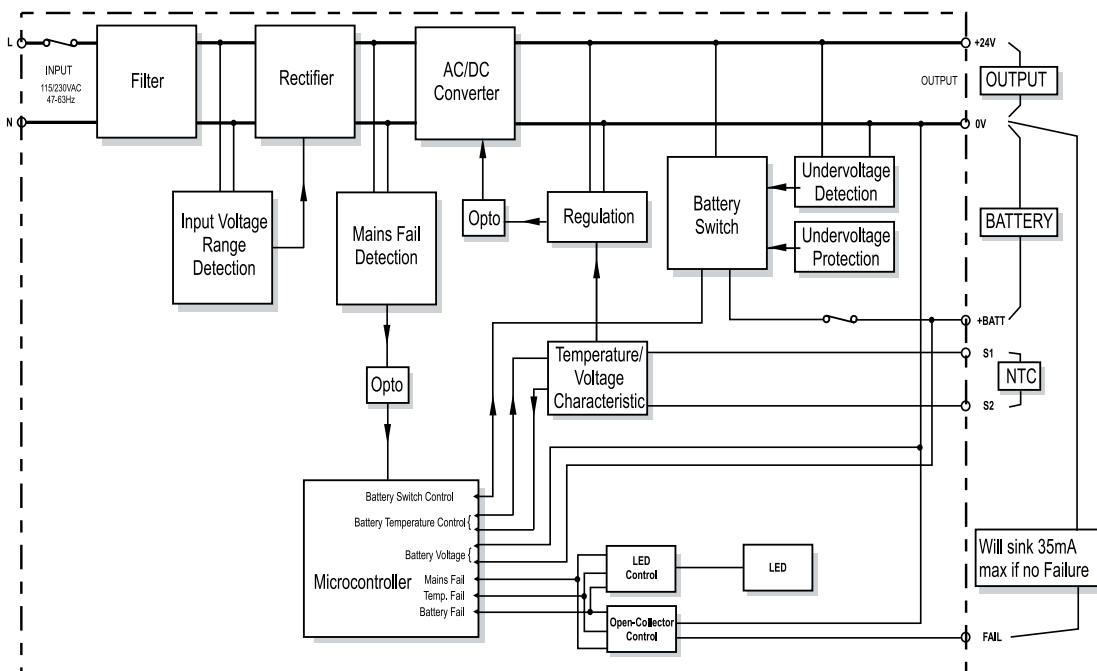 L
INPUT
115/230VAC
47-63Hz
N
Filter
Rectifier
AC/DC
Converter
OUTPUT
+24V
0V
OUTPUT
Input Voltage
Range
Detection
Mains Fail
Detection
Opto
Regulation
Battery
Switch
Undervoltage
Detection
Undervoltage
Protection
BATTERY
+BATT
Opto
Temperature/
Voltage
Characteristic
S1
NTC
S2
Battery Switch Control
Battery Temperature Control {
Battery Voltage {
Microcontroller
Mains Fail
Temp. Fail
Battery Fail
LED
Control
LED
Open-Collector
Control
Will sink 35mA
max if no Failure
FAIL